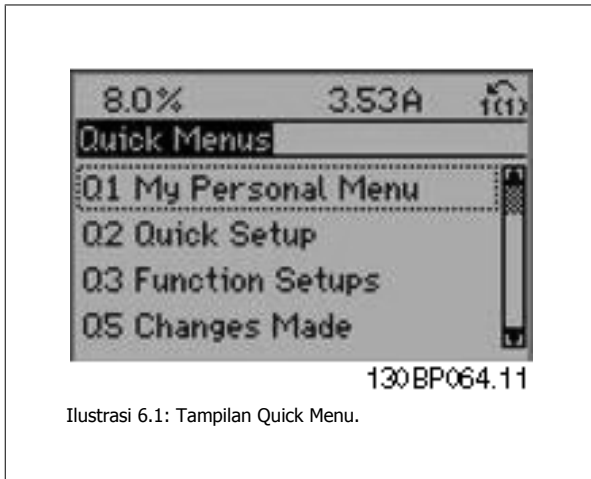 8.0% 3.53A 1(1)
Quick Menus
Q1 My Personal Menu
Q2 Quick Setup
Q3 Function Setups
Q5 Changes Made
130BP064.11
Ilustrasi 6.1: Tampilan Quick Menu.